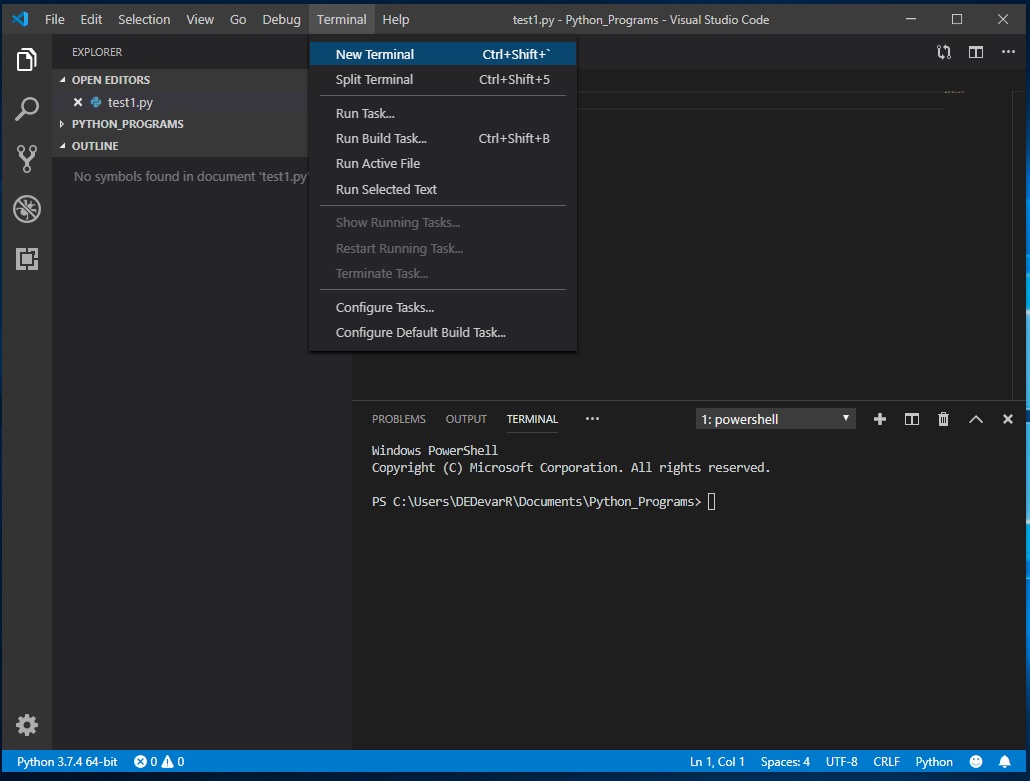 File Edit Selection View Go Debug Terminal Help test1.py - Python_Programs - Visual Studio Code
EXPLORER
OPEN EDITORS
test1.py
PYTHON_PROGRAMS
OUTLINE
No symbols found in document 'test1.py'
New Terminal Ctrl+Shift+`
Split Terminal Ctrl+Shift+5
Run Task...
Run Build Task... Ctrl+Shift+B
Run Active File
Run Selected Text
Show Running Tasks...
Restart Running Task...
Terminate Task...
Configure Tasks...
Configure Default Build Task...
PROBLEMS OUTPUT TERMINAL ··· 1: powershell
Windows PowerShell
Copyright (C) Microsoft Corporation. All rights reserved.
PS C:\Users\DEDevarR\Documents\Python_Programs>
Python 3.7.4 64-bit 0 0 Ln 1, Col 1 Spaces: 4 UTF-8 CRLF Python